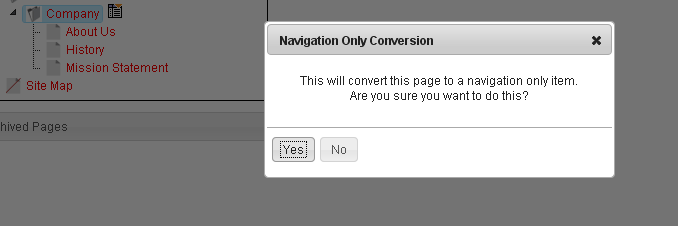 Company
About Us
History
Mission Statement
Site Map
hived Pages
Navigation Only Conversion
This will convert this page to a navigation only item.
Are you sure you want to do this?
Yes
No